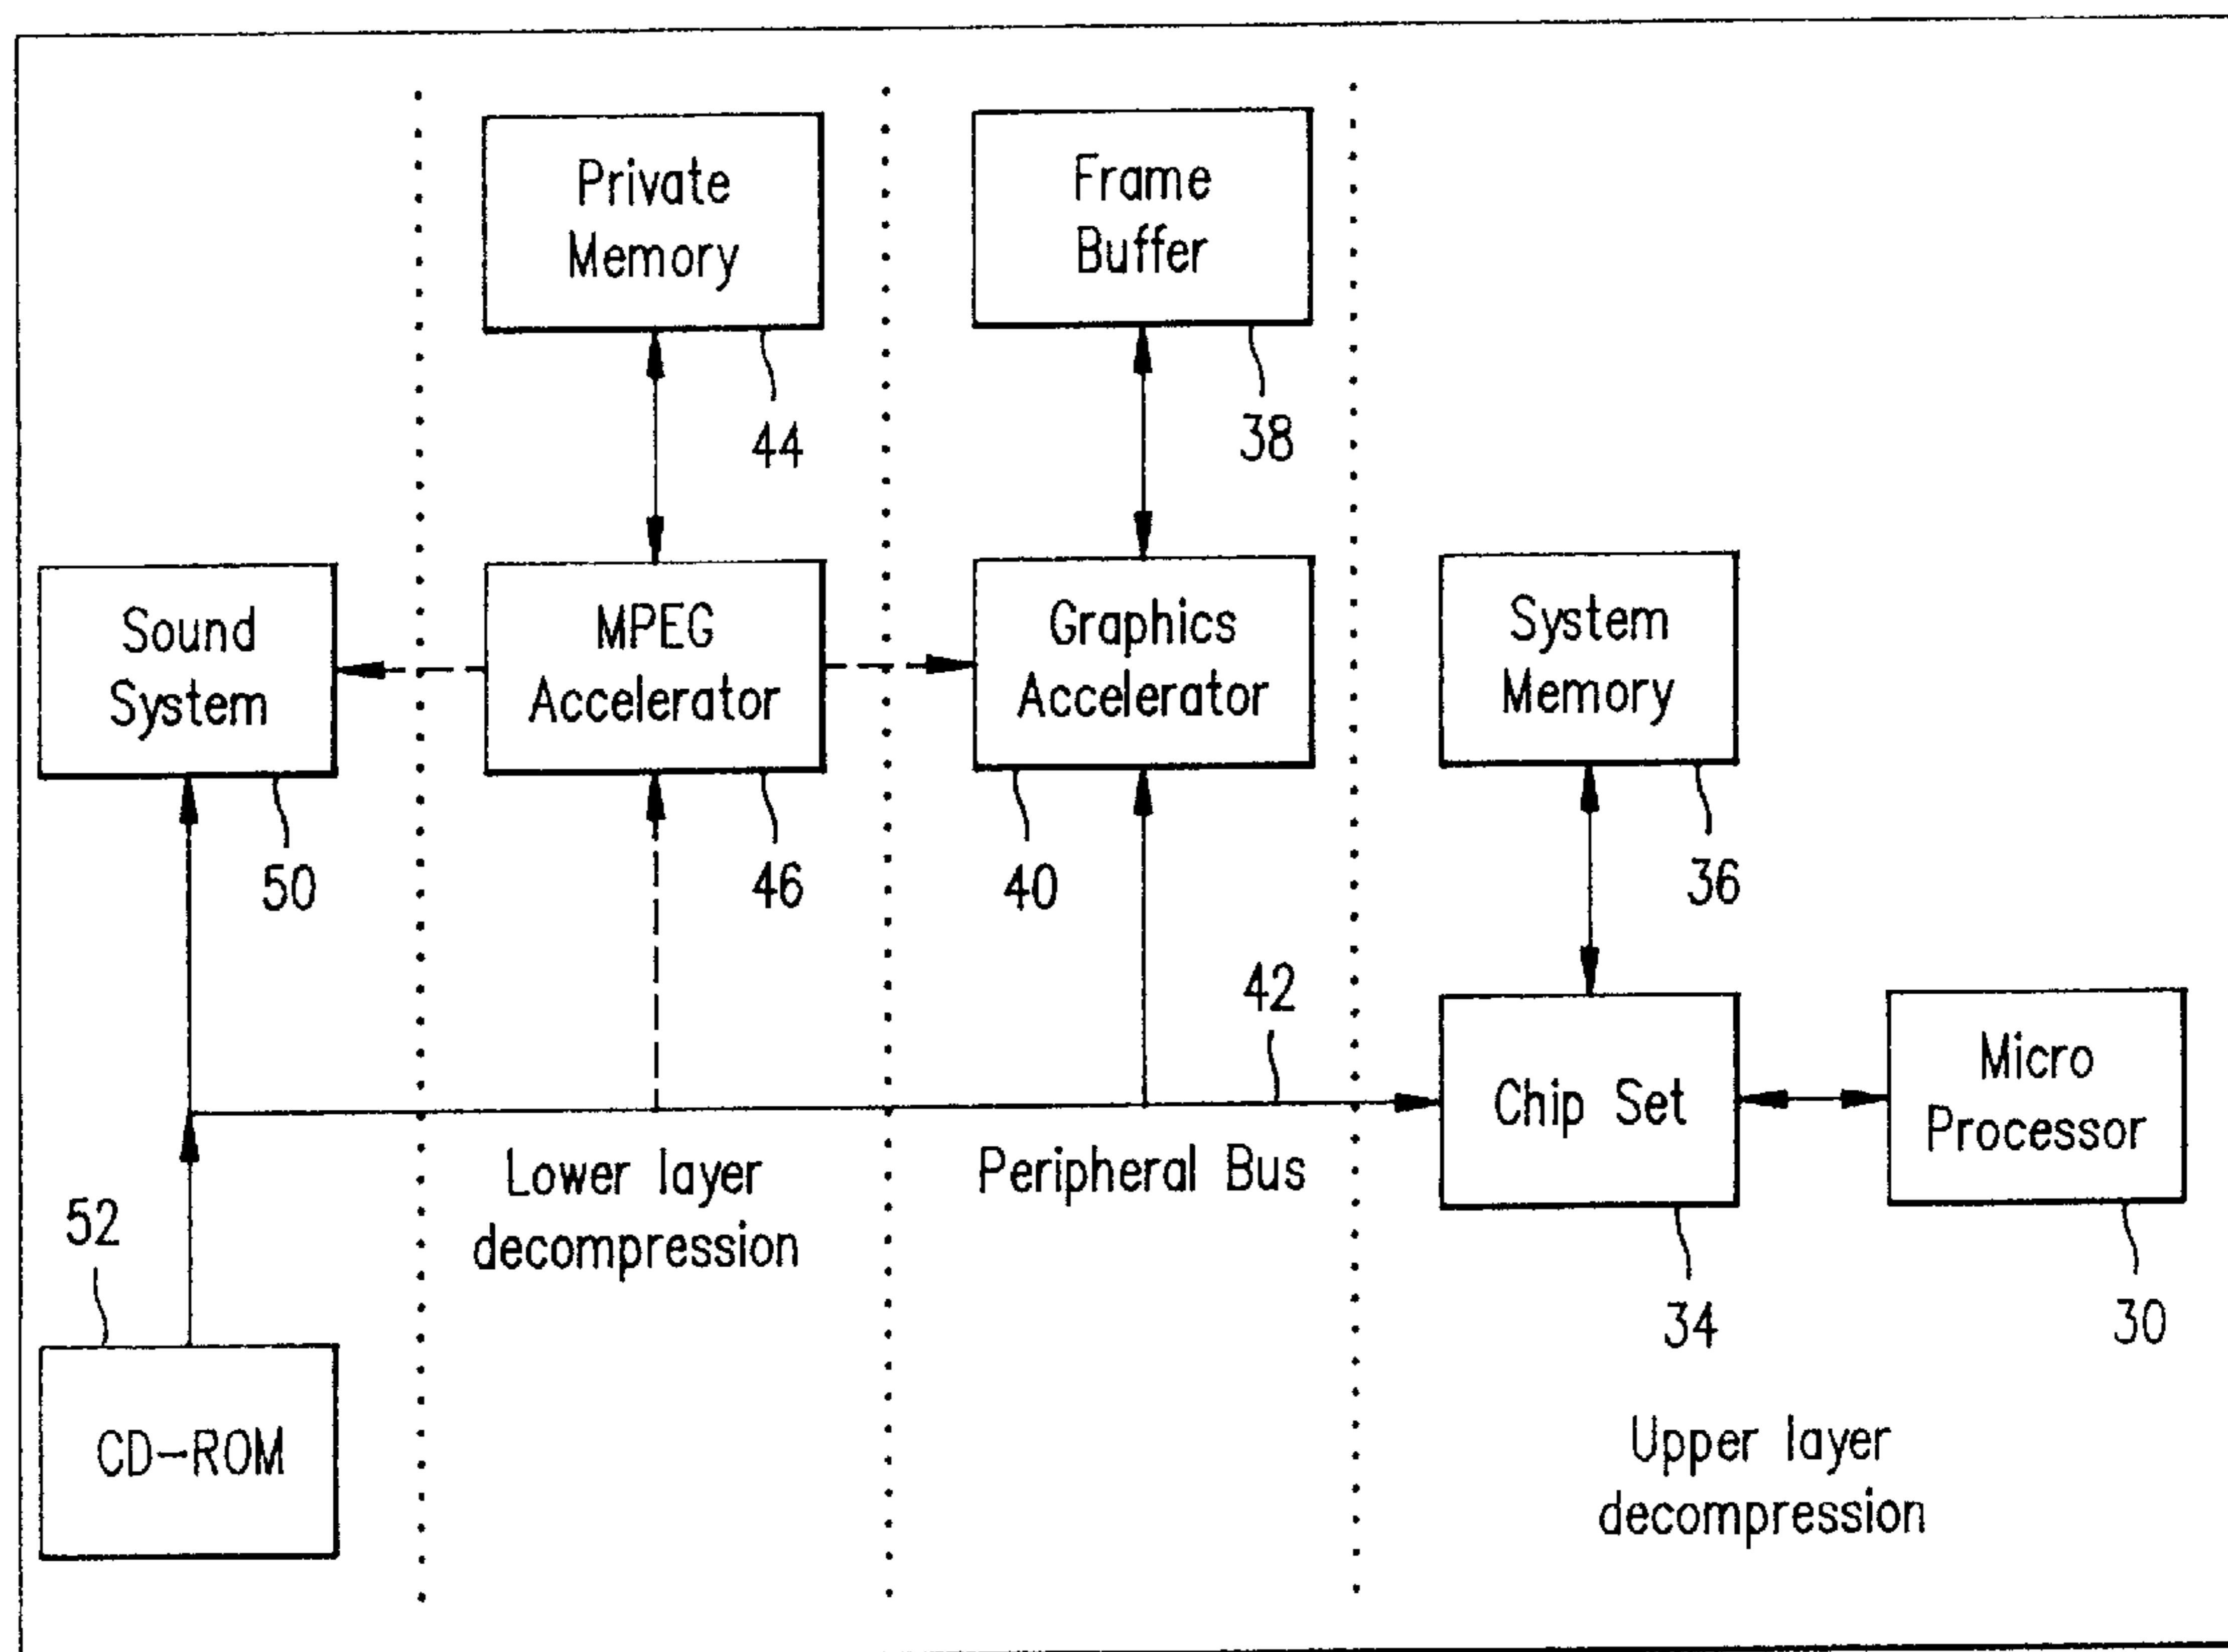 Private
Memory
44
Frame
Buffer
38
Sound
System
50
MPEG
Accelerator
46
Graphics
Accelerator
40
System
Memory
36
42
Chip Set
34
Micro
Processor
30
Lower layer
decompression
Peripheral Bus
52
CD-ROM
Upper layer
decompression